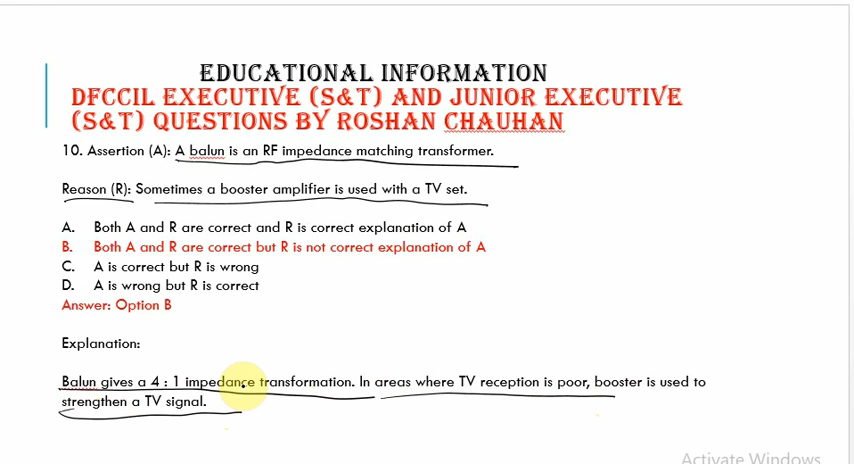 EDUCATIONAL INFORMATION
DFCCIL EXECUTIVE (S&T) AND JUNIOR EXECUTIVE
(S&T) QUESTIONS BY ROSHAN CHAUHAN
10. Assertion (A): A balun is an RF impedance matching transformer.
Reason (R): Sometimes a booster amplifier is used with a TV set.
A. Both A and R are correct and R is correct explanation of A
B. Both A and R are correct but R is not correct explanation of A
C. A is correct but R is wrong
D. A is wrong but R is correct
Answer: Option B
Explanation:
Balun gives a 4 : 1 impedance transformation. In areas where TV reception is poor, booster is used to
strengthen a TV signal.
Activate Windows